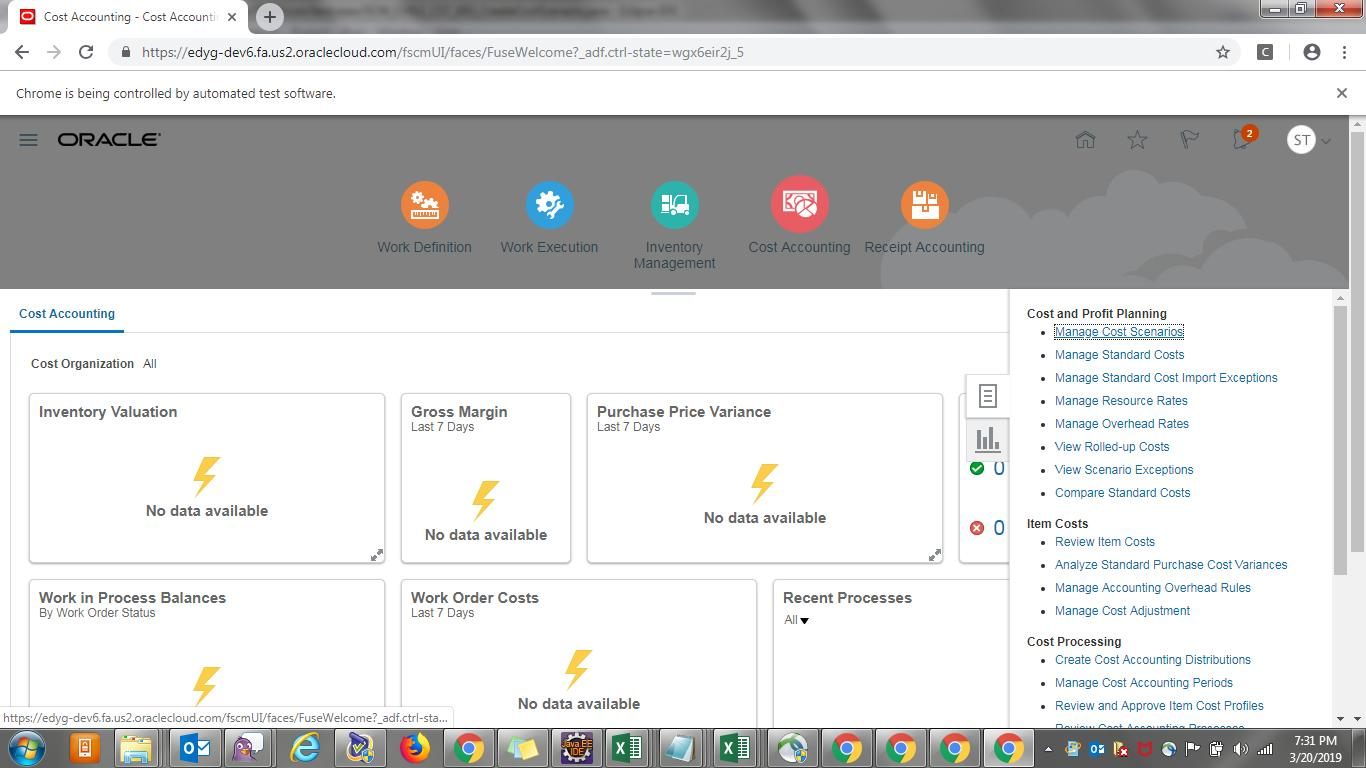 Cost Accounting - Cost Accounti
https://edyg-dev6.fa.us2.oraclecloud.com/fscmUI/faces/FuseWelcome?_adf.ctrl-state=wgx6eir2j_5
C
Chrome is being controlled by automated test software.
ORACLE
2
ST
Work Definition
Work Execution
Inventory
Management
Cost Accounting
Receipt Accounting
Cost Accounting
Cost Organization All
Inventory Valuation
No data available
Gross Margin
Last 7 Days
No data available
Purchase Price Variance
Last 7 Days
No data available
0
0
Work in Process Balances
By Work Order Status
Work Order Costs
Last 7 Days
No data available
Recent Processes
All
Cost and Profit Planning
Manage Cost Scenarios
Manage Standard Costs
Manage Standard Cost Import Exceptions
Manage Resource Rates
Manage Overhead Rates
View Rolled-up Costs
View Scenario Exceptions
Compare Standard Costs
Item Costs
Review Item Costs
Analyze Standard Purchase Cost Variances
Manage Accounting Overhead Rules
Manage Cost Adjustment
Cost Processing
Create Cost Accounting Distributions
Manage Cost Accounting Periods
Review and Approve Item Cost Profiles
Review Cost Accounting Processes
https://edyg-dev6.fa.us2.oraclecloud.com/fscmUI/faces/FuseWelcome?_adf.ctrl-sta...
Java EE
IDE
7:31 PM
3/20/2019